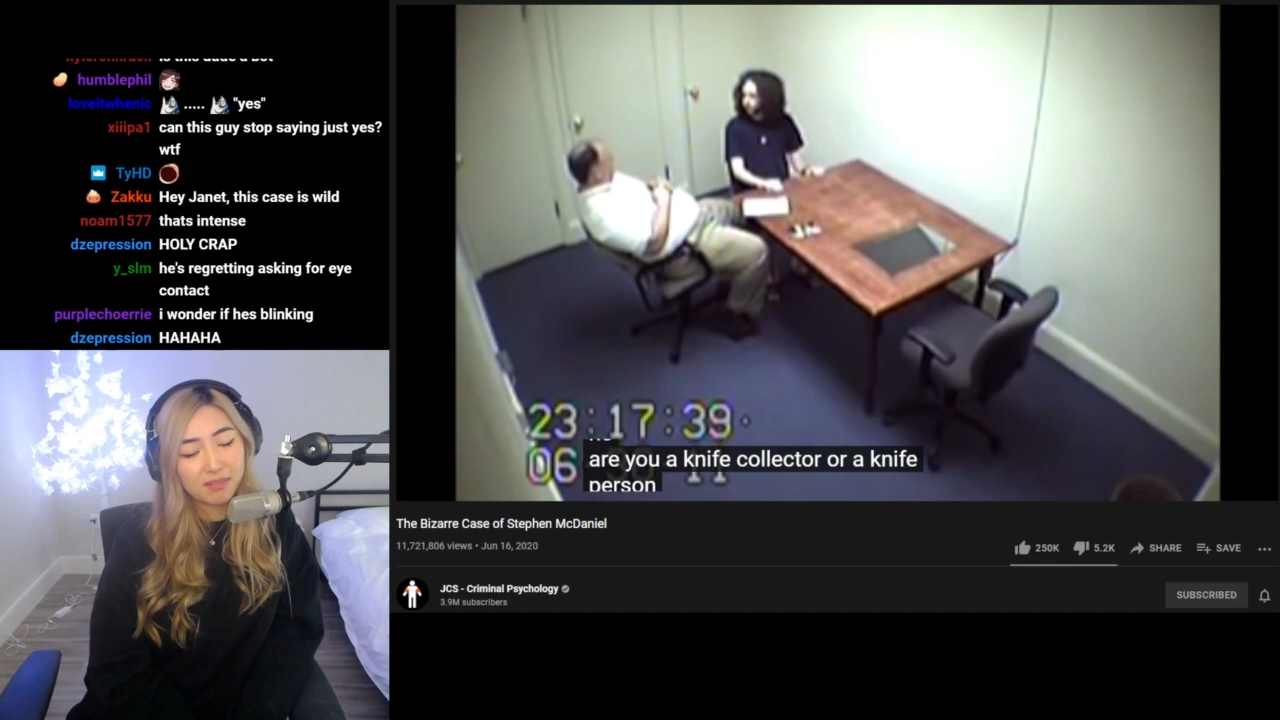 humblephil
loveitwhenic ..... "yes"
xiiipa1 can this guy stop saying just yes?
wtf
TyHD
Zakku Hey Janet, this case is wild
noam1577 thats intense
dzepression HOLY CRAP
y_slm he's regretting asking for eye
contact
purplechoerrie i wonder if hes blinking
dzepression HAHAHA
23:17:39
06 11
are you a knife collector or a knife
person
The Bizarre Case of Stephen McDaniel
11,721,806 views • Jun 16, 2020
250K 5.2K SHARE SAVE
JCS - Criminal Psychology
3.9M subscribers
SUBSCRIBED